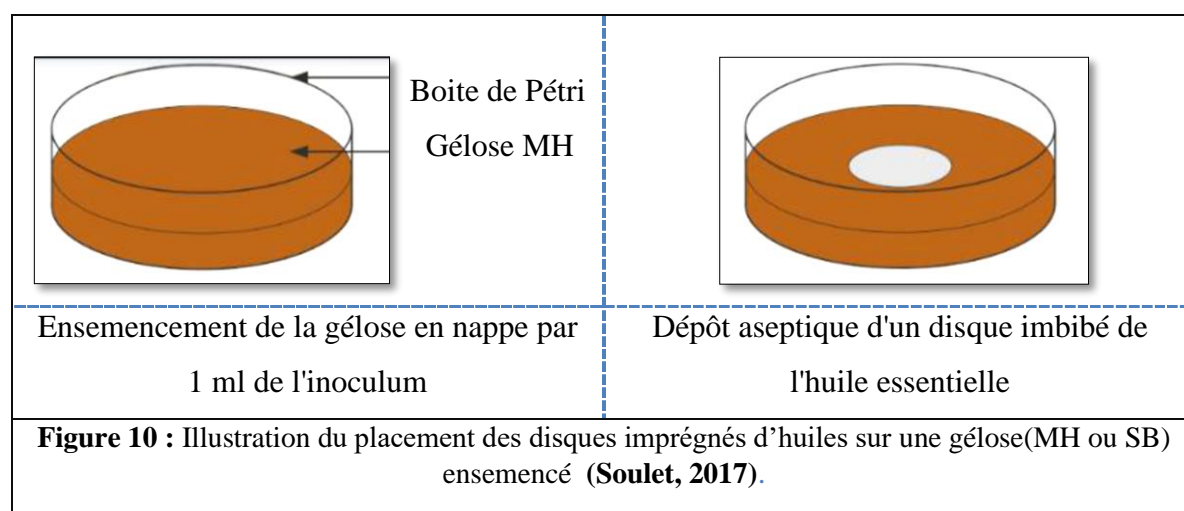 Boite de Pétri
Gélose MH
Ensemencement de la gélose en nappe par
1 ml de l'inoculum
Dépôt aseptique d'un disque imbibé de
l'huile essentielle
Figure 10 : Illustration du placement des disques imprégnés d’huiles sur une gélose(MH ou SB)
ensemencé (Soulet, 2017).